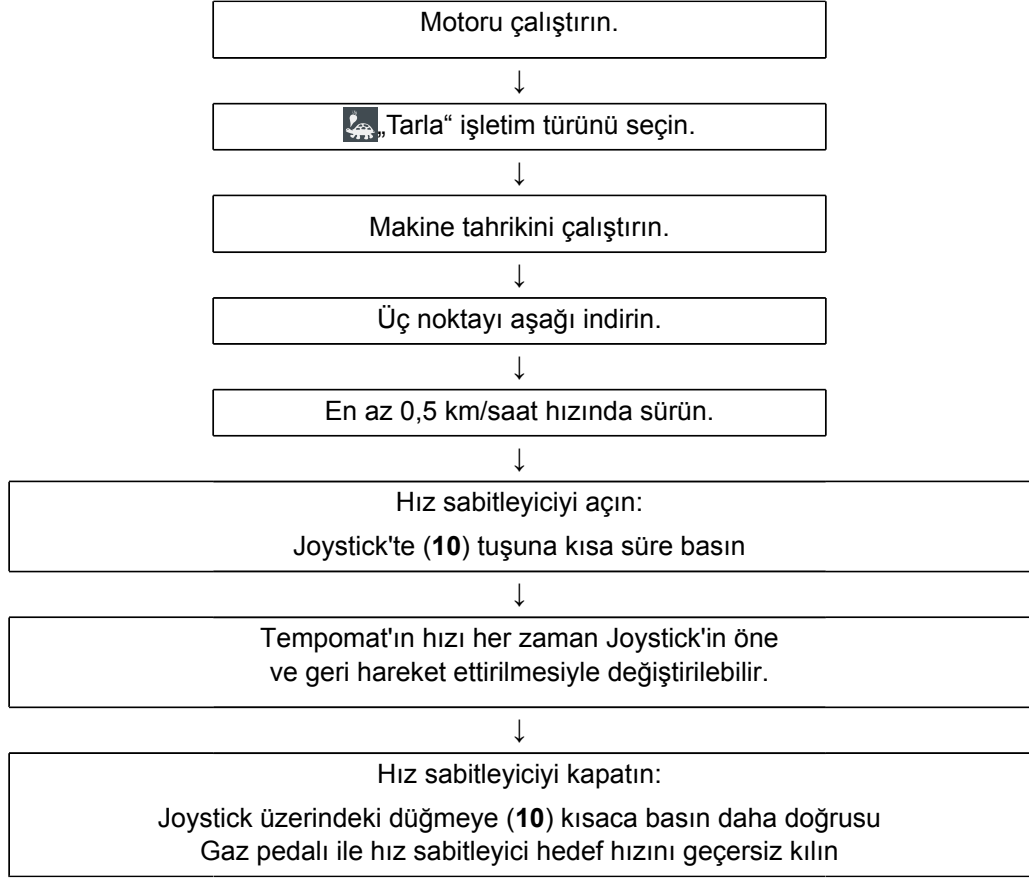 Motoru çalıştırın.
↓
„Tarla“ işletim türünü seçin.
↓
Makine tahrikini çalıştırın.
↓
Üç noktayı aşağı indirin.
↓
En az 0,5 km/saat hızında sürün.
↓
Hız sabitleyiciyi açın:
Joystick'te (10) tuşuna kısa süre basın
↓
Tempomat'ın hızı her zaman Joystick'in öne
ve geri hareket ettirilmesiyle değiştirilebilir.
↓
Hız sabitleyiciyi kapatın:
Joystick üzerindeki düğmeye (10) kısaca basın daha doğrusu
Gaz pedalı ile hız sabitleyici hedef hızını geçersiz kılın